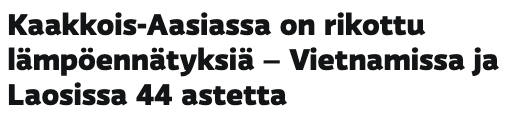 Kaakkois-Aasiassa on rikottu
lämpöennätyksiä – Vietnamissa ja
Laosissa 44 astetta